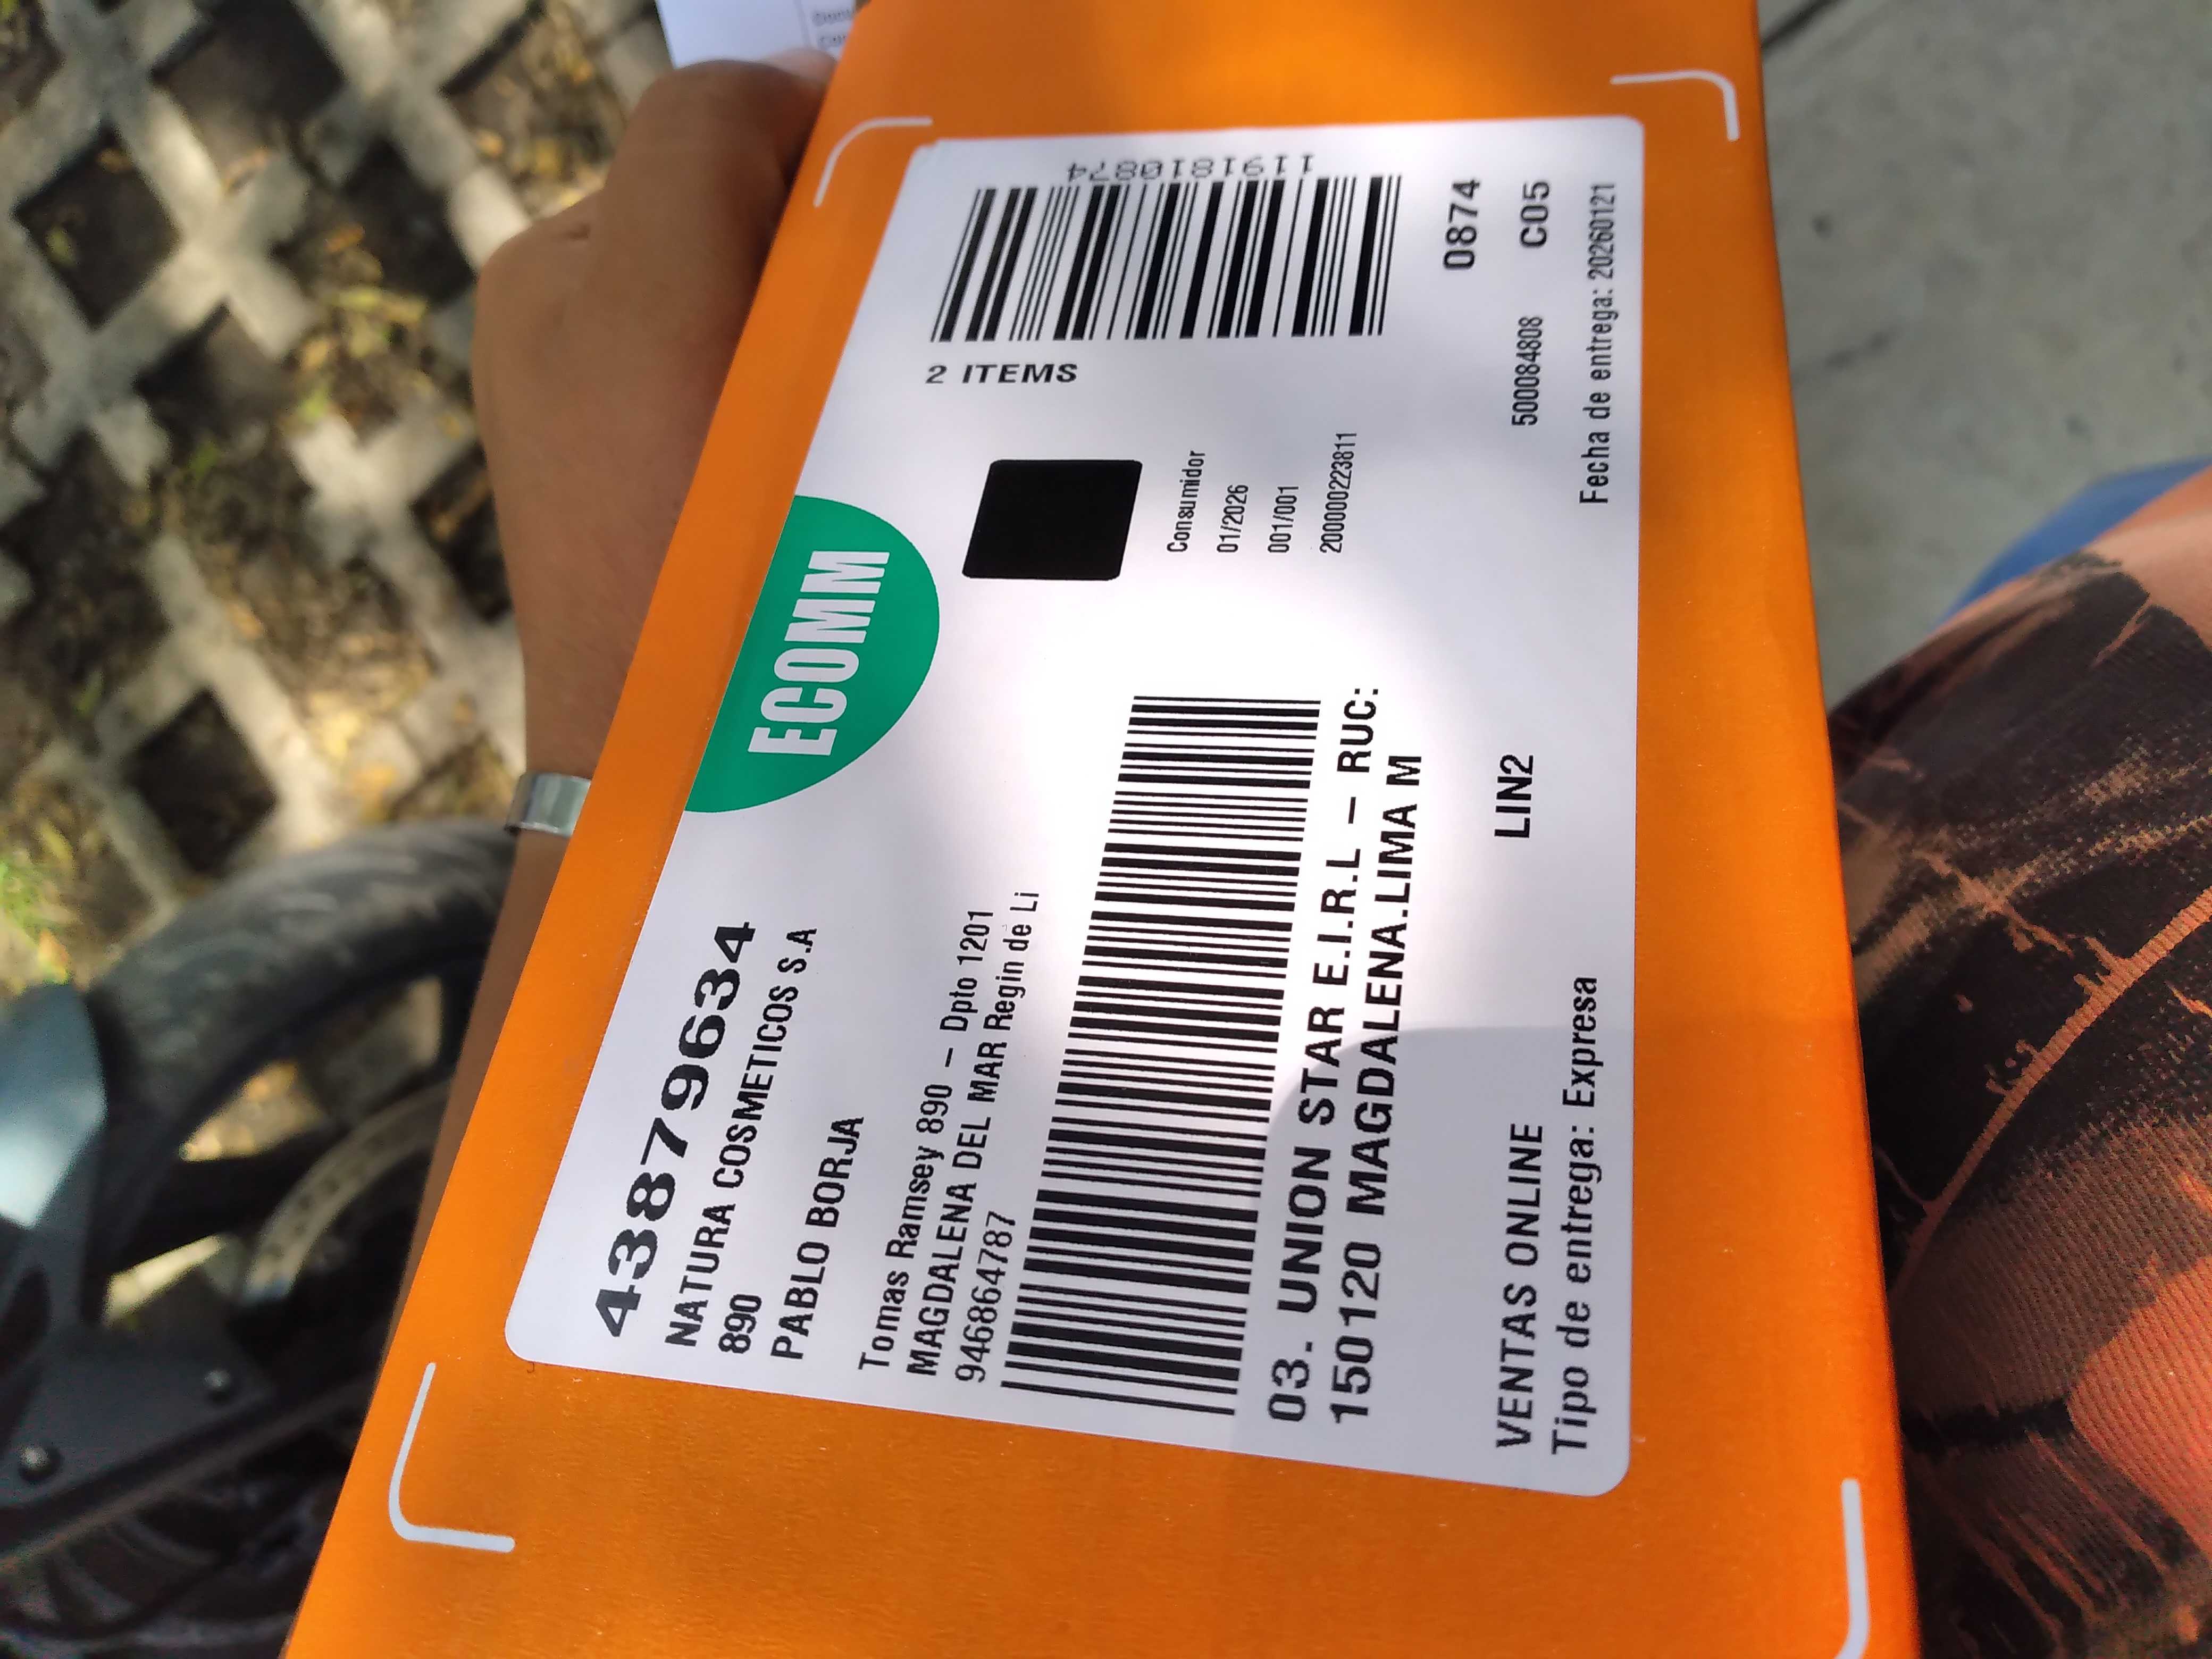 43879634
NATURA COSMETICOS S.A
890
PABLO BORJA
Tomas Ramsey 890 – Dpto 1201
MAGDALENA DEL MAR Regin de Li
946864787
ECOMM
2 ITEMS
1191810874
Consumidor
01/2026
001/001
2000000223811
03. UNION STAR E.I.R.L – RUC:
150120 MAGDALENA.LIMA M
0874
VENTAS ONLINE
LIN2
500084808
C05
Tipo de entrega: Expresa
Fecha de entrega: 20260121